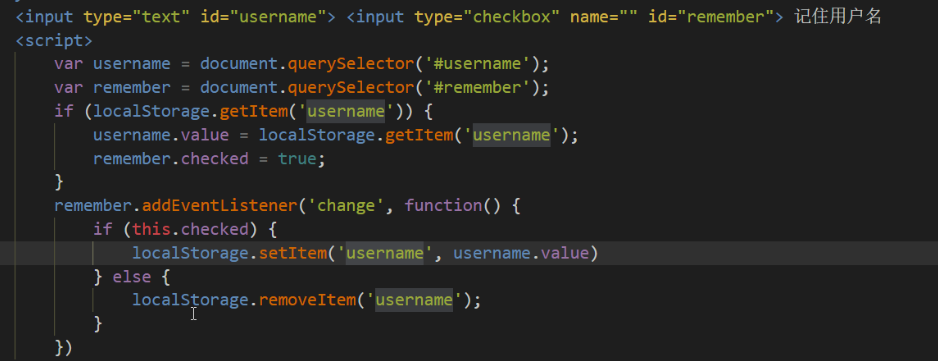 <input type="text" id="username"> <input type="checkbox" name="" id="remember"> 记住用户名
<script>
var username = document.querySelector('#username');
var remember = document.querySelector('#remember');
if (localStorage.getItem('username')) {
username.value = localStorage.getItem('username');
remember.checked = true;
}
remember.addEventListener('change', function() {
if (this.checked) {
localStorage.setItem('username', username.value)
} else {
localStorage.removeItem('username');
}
})